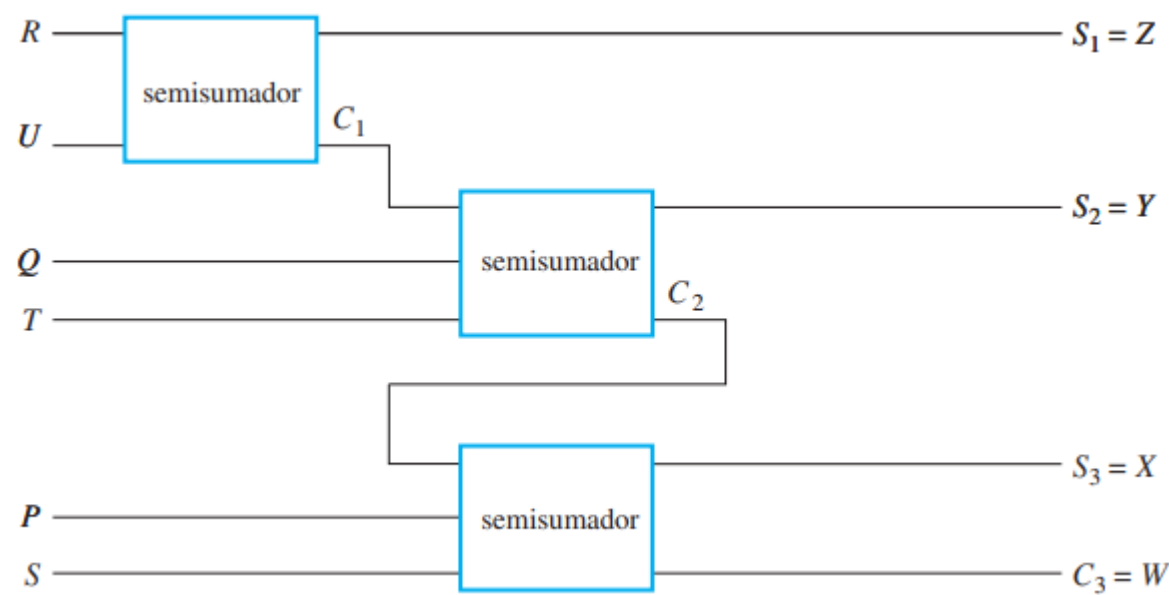 R
S₁ = Z
semisumador
U
C₁
S₂ = Y
Q
semisumador
T
C₂
S₃ = X
P
semisumador
S
C₃ = W